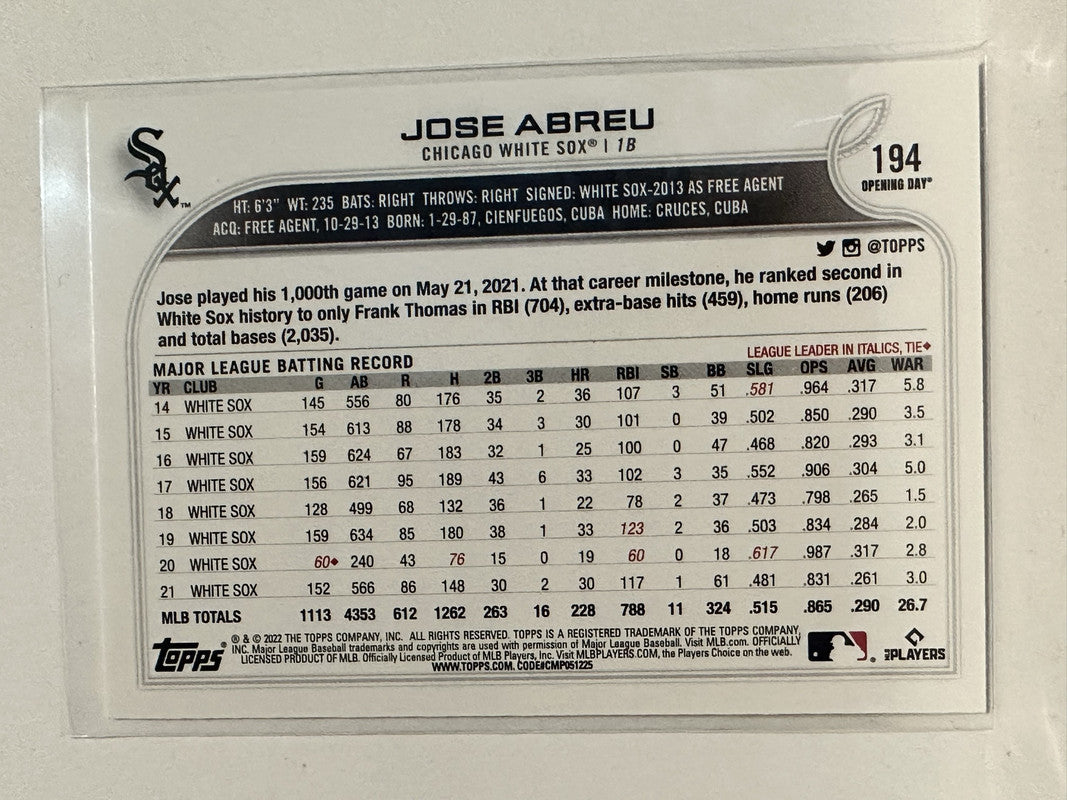 Sox™
JOSE ABREU
CHICAGO WHITE SOX® | 1B
194
OPENING DAY®
HT: 6'3" WT: 235 BATS: RIGHT THROWS: RIGHT SIGNED: WHITE SOX-2013 AS FREE AGENT
ACQ: FREE AGENT, 10-29-13 BORN: 1-29-87, CIENFUEGOS, CUBA HOME: CRUCES, CUBA
@TOPPS
Jose played his 1,000th game on May 21, 2021. At that career milestone, he ranked second in
White Sox history to only Frank Thomas in RBI (704), extra-base hits (459), home runs (206)
and total bases (2,035).
MAJOR LEAGUE BATTING RECORD LEAGUE LEADER IN ITALICS, TIE♦
YR CLUB G AB R H 2B 3B HR RBI SB BB SLG OPS AVG WAR
14 WHITE SOX 145 556 80 176 35 2 36 107 3 51 .581 .964 .317 5.8
15 WHITE SOX 154 613 88 178 34 3 30 101 0 39 .502 .850 .290 3.5
16 WHITE SOX 159 624 67 183 32 1 25 100 0 47 .468 .820 .293 3.1
17 WHITE SOX 156 621 95 189 43 6 33 102 3 35 .552 .906 .304 5.0
18 WHITE SOX 128 499 68 132 36 1 22 78 2 37 .473 .798 .265 1.5
19 WHITE SOX 159 634 85 180 38 1 33 123 2 36 .503 .834 .284 2.0
20 WHITE SOX 60♦ 240 43 76 15 0 19 60 0 18 .617 .987 .317 2.8
21 WHITE SOX 152 566 86 148 30 2 30 117 1 61 .481 .831 .261 3.0
MLB TOTALS 1113 4353 612 1262 263 16 228 788 11 324 .515 .865 .290 26.7
Topps®
® & © 2022 THE TOPPS COMPANY, INC. ALL RIGHTS RESERVED. TOPPS IS A REGISTERED TRADEMARK OF THE TOPPS COMPANY,
INC. Major League Baseball trademarks and copyrights are used with permission of Major League Baseball. Visit MLB.com. OFFICIALLY
LICENSED PRODUCT OF MLB. Officially Licensed Product of MLB Players, Inc. Visit MLBPLAYERS.COM, the Players Choice on the web.
WWW.TOPPS.COM. CODE#CMP051225
MLB PLAYERS